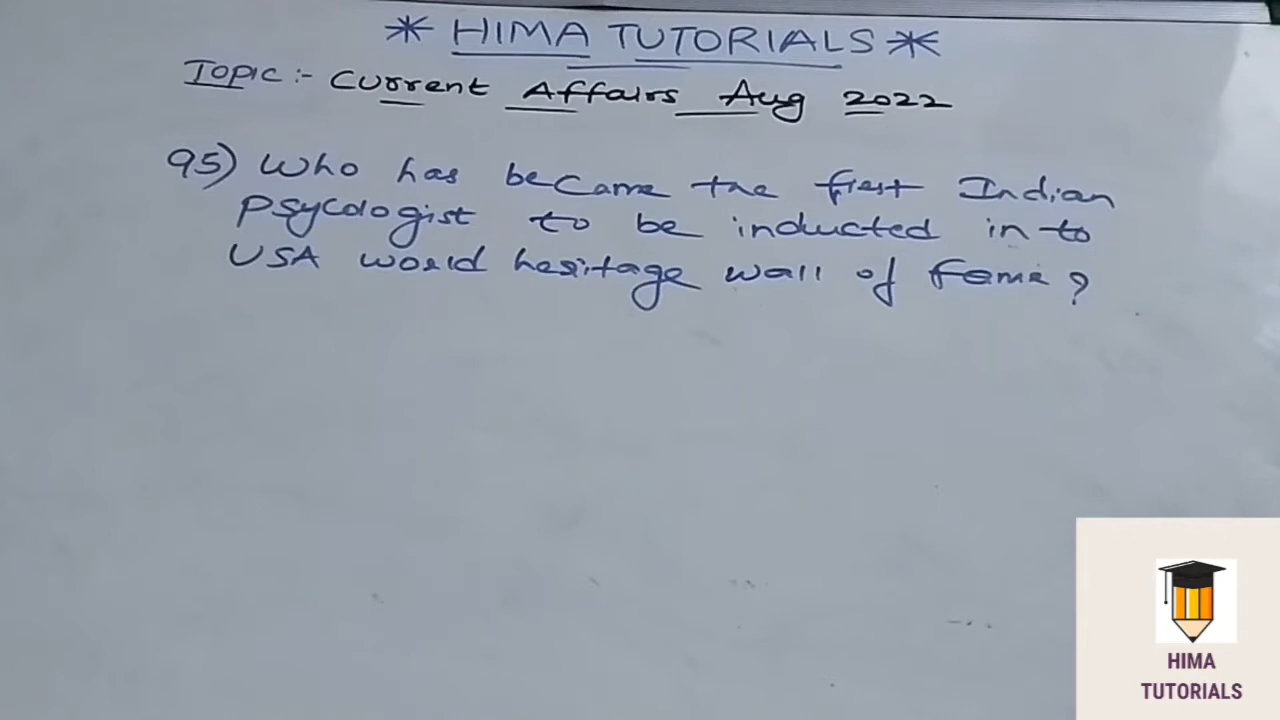 * HIMA TUTORIALS *
Topic :- Current Affairs Aug 2022
95) Who has became the first Indian
Psycologist to be inducted in to
USA world heritage wall of Fame ?
HIMA
TUTORIALS